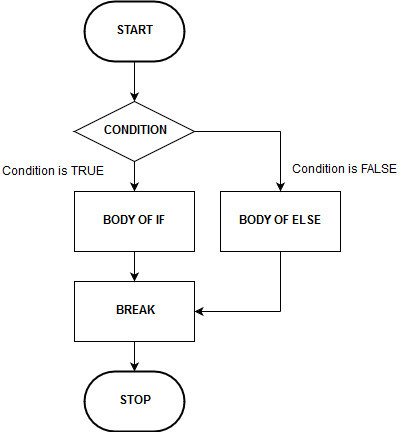 START
CONDITION
Condition is TRUE
Condition is FALSE
BODY OF IF
BODY OF ELSE
BREAK
STOP